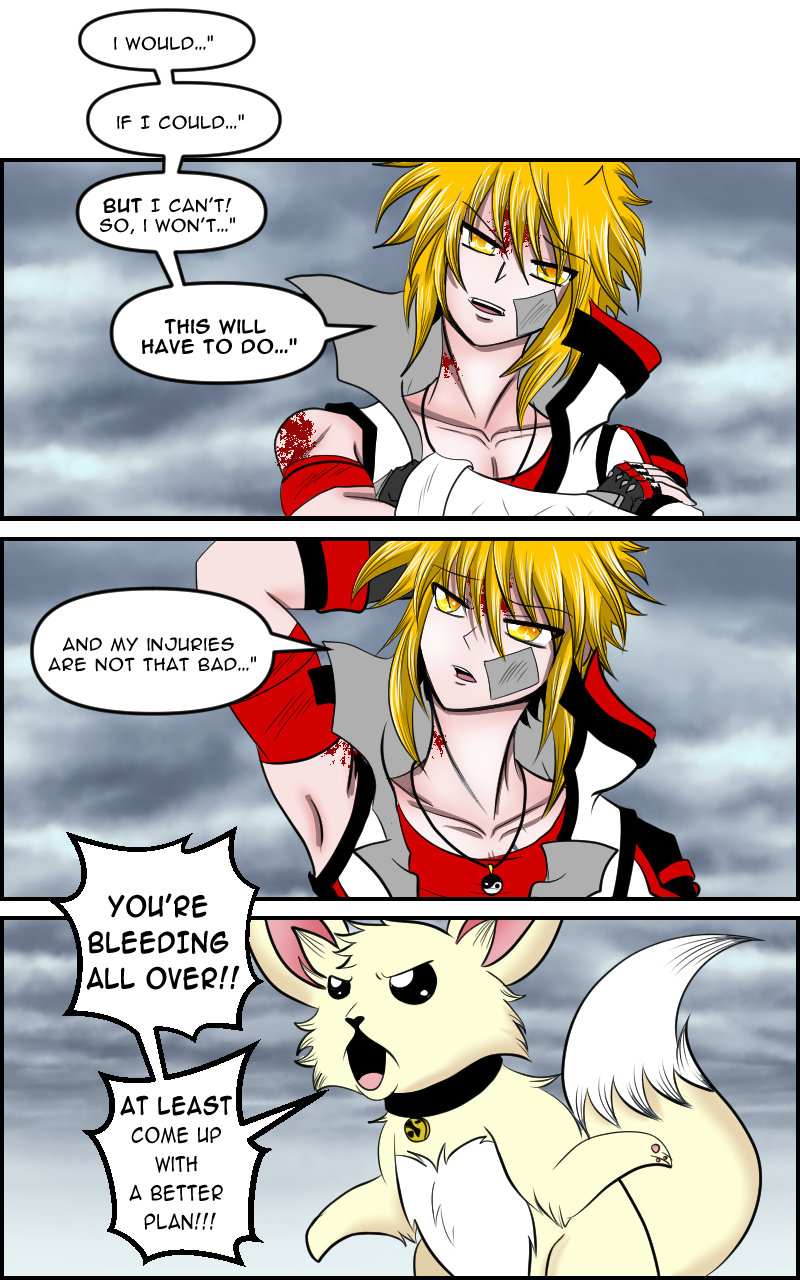 I WOULD..."
IF I COULD..."
BUT I CAN'T!
SO, I WON'T..."
THIS WILL
HAVE TO DO..."
AND MY INJURIES
ARE NOT THAT BAD..."
YOU'RE
BLEEDING
ALL OVER!!
AT LEAST
COME UP
WITH
A BETTER
PLAN!!!